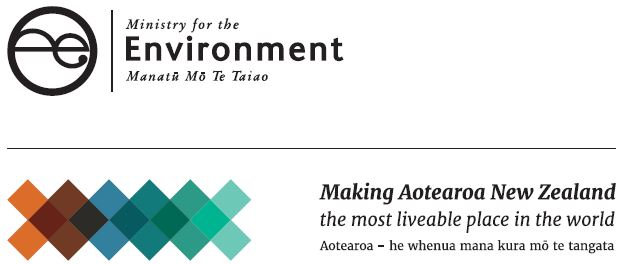 Ministry for the
Environment
Manatū Mō Te Taiao
Making Aotearoa New Zealand
the most liveable place in the world
Aotearoa – he whenua mana kura mō te tangata